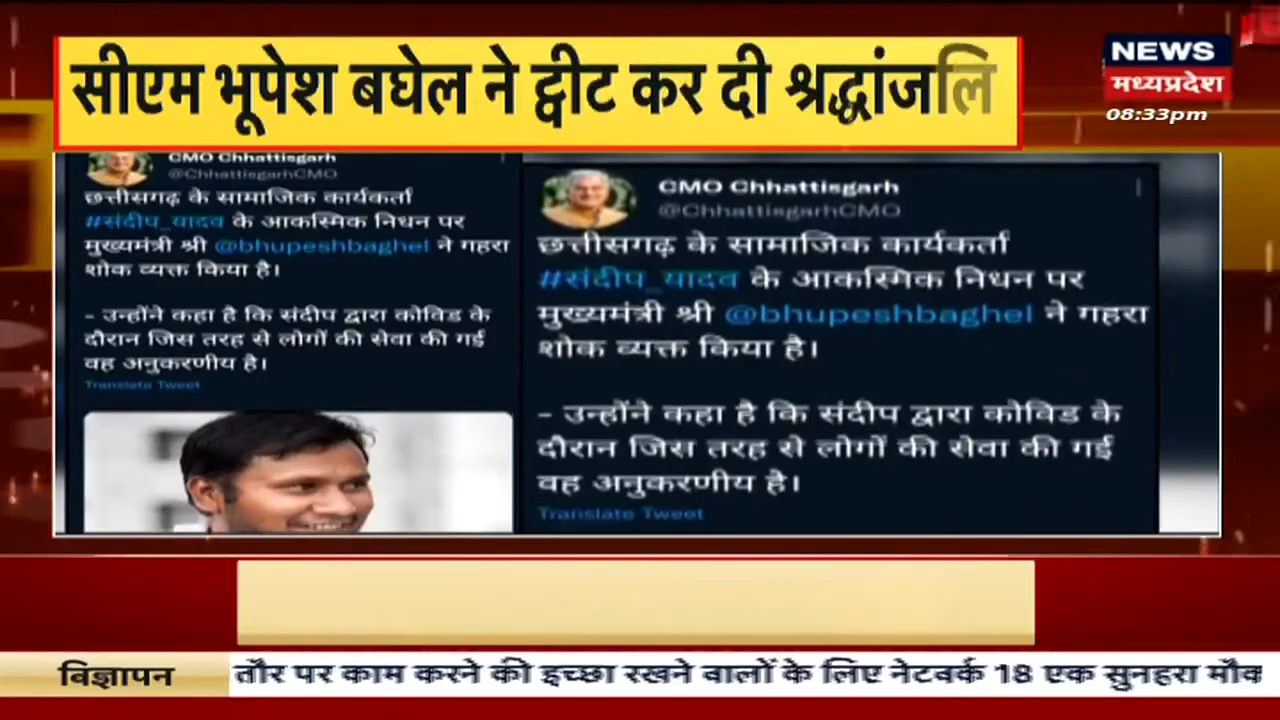 सीएम भूपेश बघेल ने ट्वीट कर दी श्रद्धांजलि
NEWS
मध्यप्रदेश
08:33pm
CMO Chhattisgarh
@ChhattisgarhCMO
छत्तीसगढ़ के सामाजिक कार्यकर्ता
#संदीप_यादव के आकस्मिक निधन पर
मुख्यमंत्री श्री @bhupeshbaghel ने गहरा
शोक व्यक्त किया है।
- उन्होंने कहा है कि संदीप द्वारा कोविड के
दौरान जिस तरह से लोगों की सेवा की गई
वह अनुकरणीय है।
Translate Tweet
CMO Chhattisgarh
@ChhattisgarhCMO
छत्तीसगढ़ के सामाजिक कार्यकर्ता
#संदीप_यादव के आकस्मिक निधन पर
मुख्यमंत्री श्री @bhupeshbaghel ने गहरा
शोक व्यक्त किया है।
- उन्होंने कहा है कि संदीप द्वारा कोविड के
दौरान जिस तरह से लोगों की सेवा की गई
वह अनुकरणीय है।
Translate Tweet
विज्ञापन
तौर पर काम करने की इच्छा रखने वालों के लिए नेटवर्क 18 एक सुनहरा